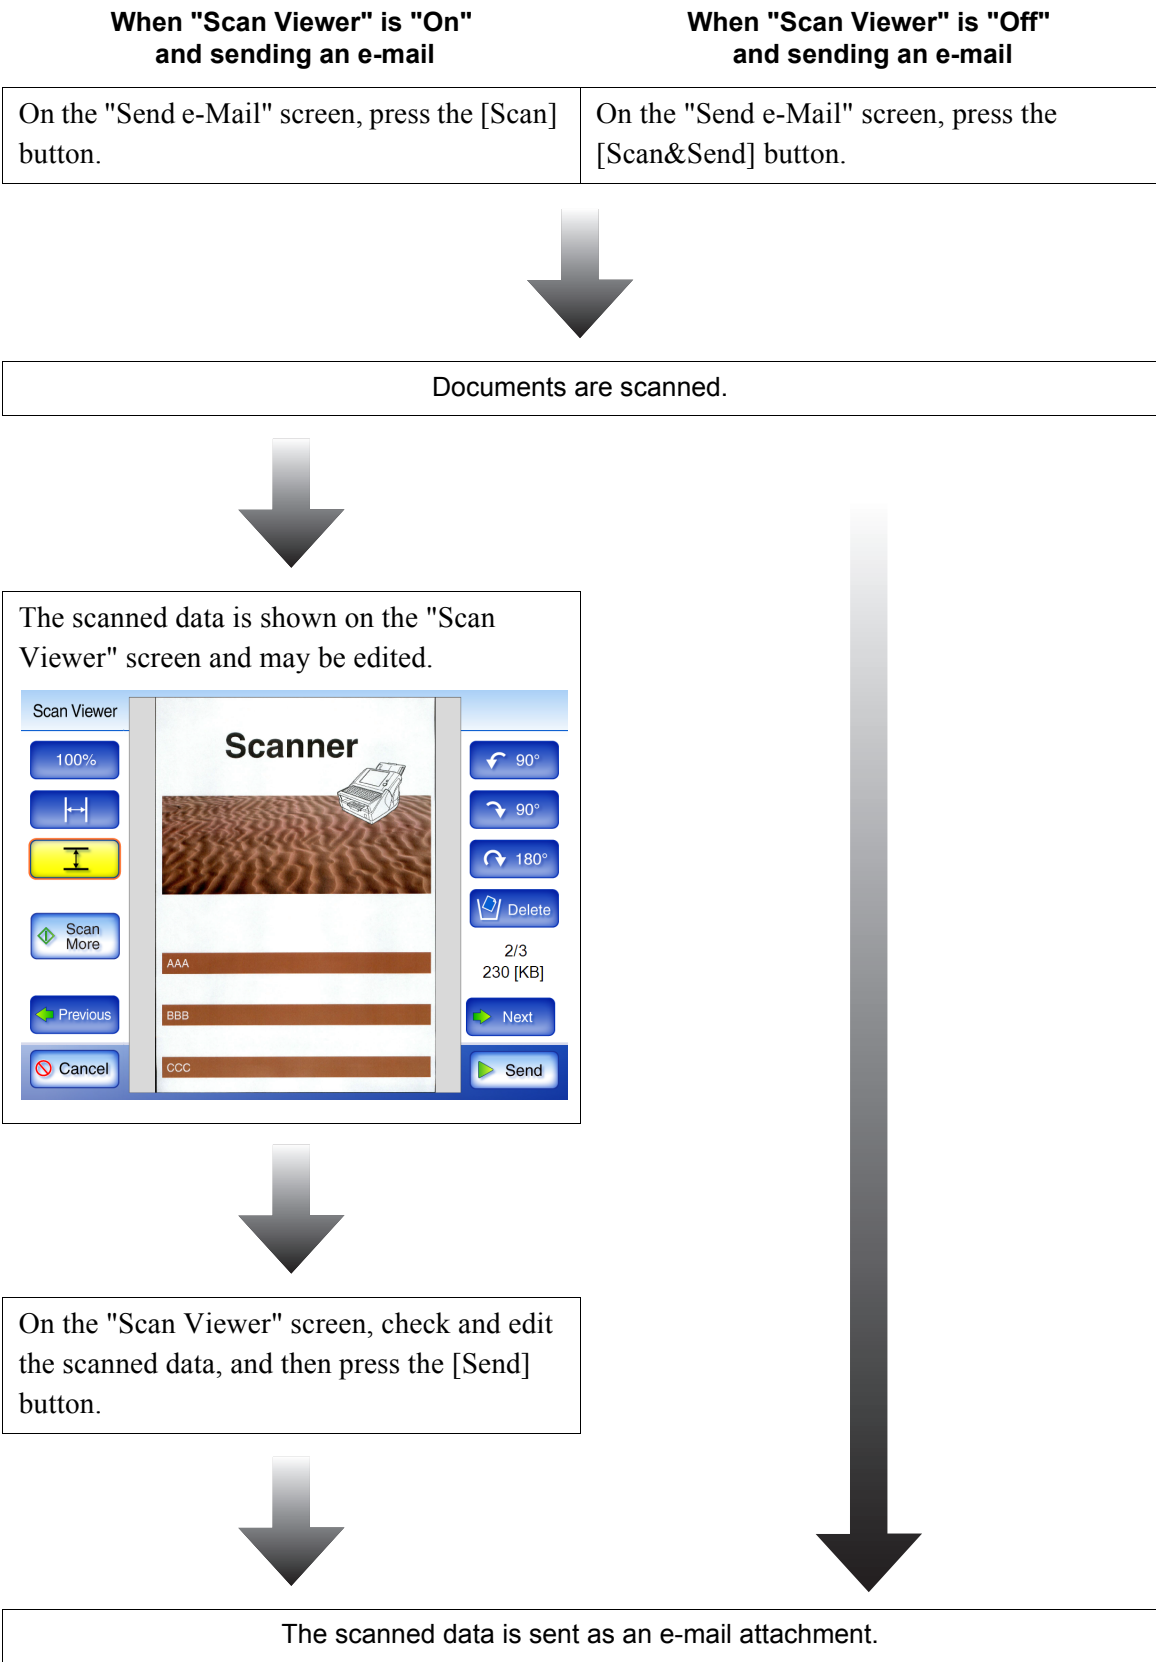 When "Scan Viewer" is "On"
and sending an e-mail
When "Scan Viewer" is "Off"
and sending an e-mail
On the "Send e-Mail" screen, press the [Scan]
button.
On the "Send e-Mail" screen, press the
[Scan&Send] button.
Documents are scanned.
The scanned data is shown on the "Scan
Viewer" screen and may be edited.
Scan Viewer
100%
Scan
More
Previous
Cancel
Scanner
AAA
BBB
CCC
90°
90°
180°
Delete
2/3
230 [KB]
Next
Send
On the "Scan Viewer" screen, check and edit
the scanned data, and then press the [Send]
button.
The scanned data is sent as an e-mail attachment.